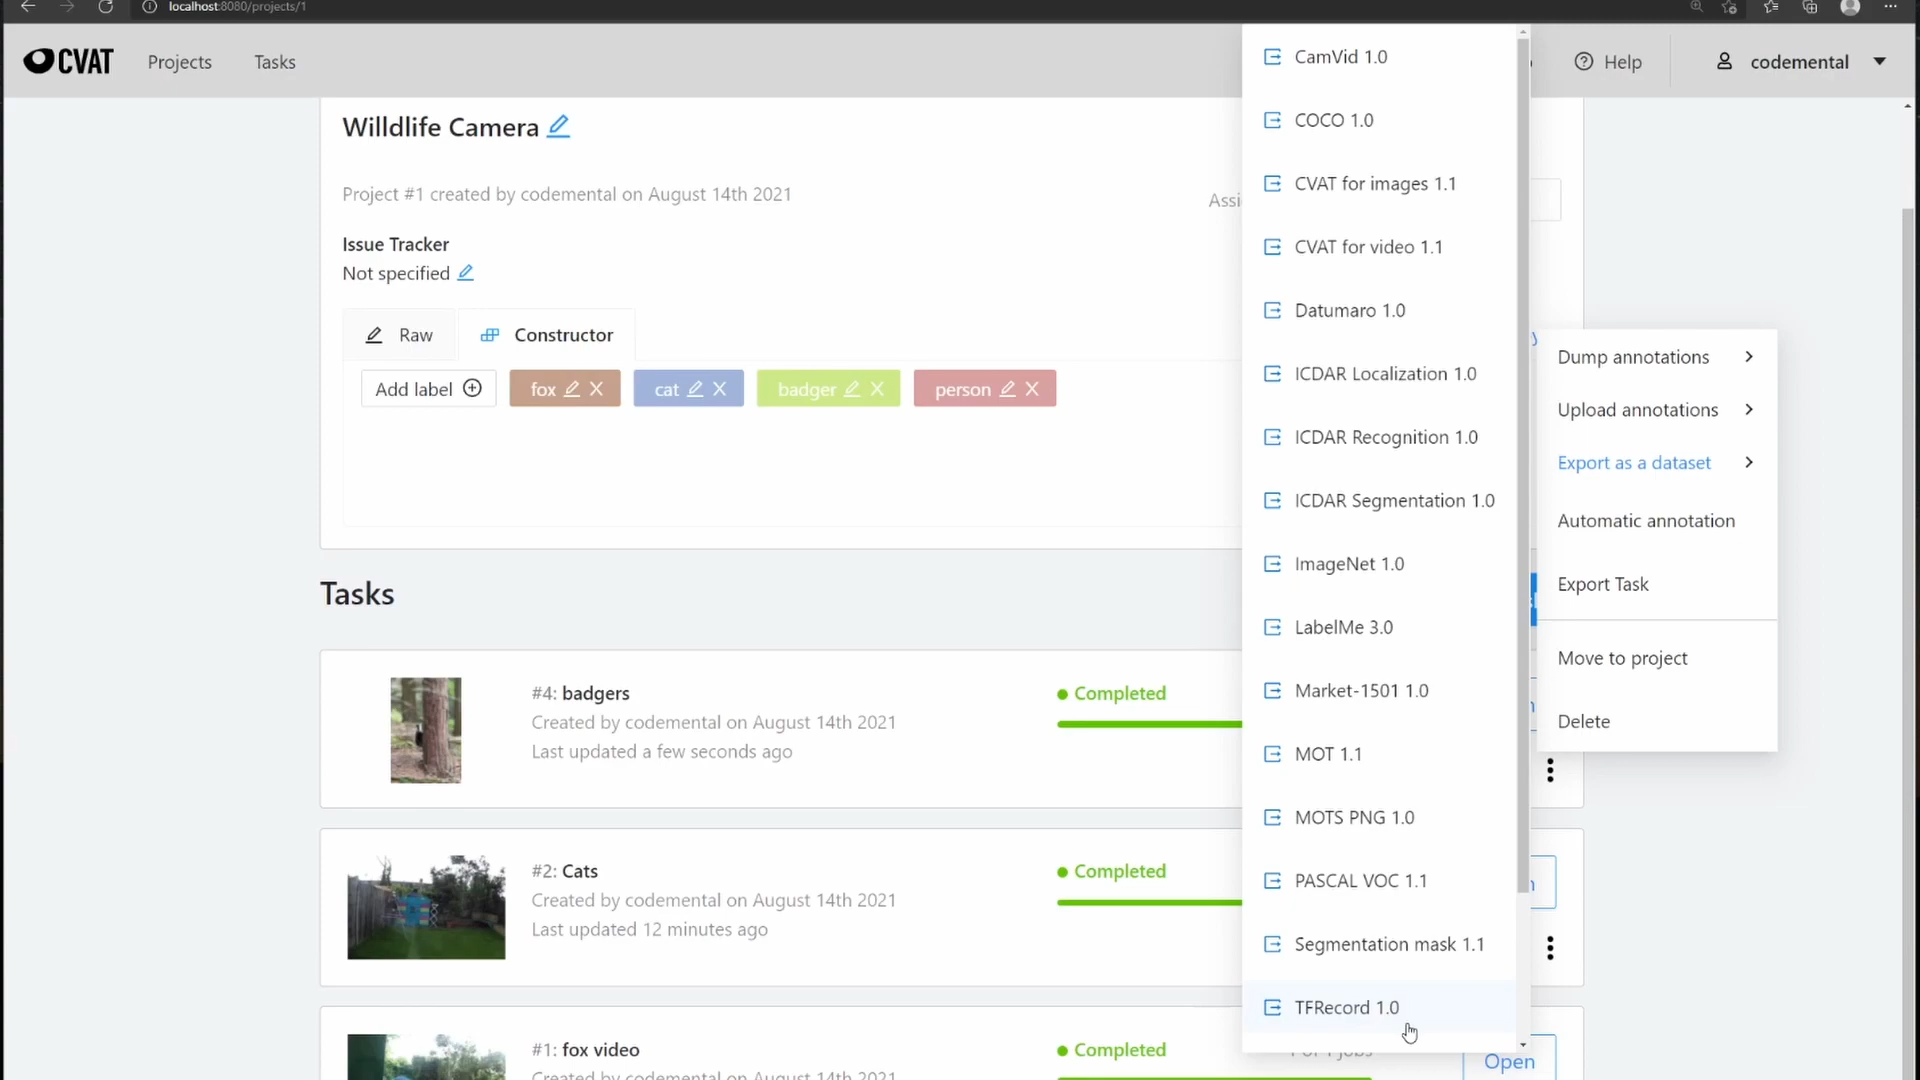 localhost:8080/projects/1
CVAT
Projects
Tasks
Help
codemental
Willdlife Camera
Project #1 created by codemental on August 14th 2021
Issue Tracker
Not specified
Raw
Constructor
Add label
fox
cat
badger
person
CamVid 1.0
COCO 1.0
CVAT for images 1.1
CVAT for video 1.1
Datumaro 1.0
ICDAR Localization 1.0
ICDAR Recognition 1.0
ICDAR Segmentation 1.0
ImageNet 1.0
LabelMe 3.0
Market-1501 1.0
MOT 1.1
MOTS PNG 1.0
PASCAL VOC 1.1
Segmentation mask 1.1
TFRecord 1.0
Dump annotations
Upload annotations
Export as a dataset
Automatic annotation
Export Task
Move to project
Delete
Tasks
#4: badgers
Created by codemental on August 14th 2021
Last updated a few seconds ago
Completed
#2: Cats
Created by codemental on August 14th 2021
Last updated 12 minutes ago
Completed
#1: fox video
Created by codemental on August 14th 2021
Completed
Open